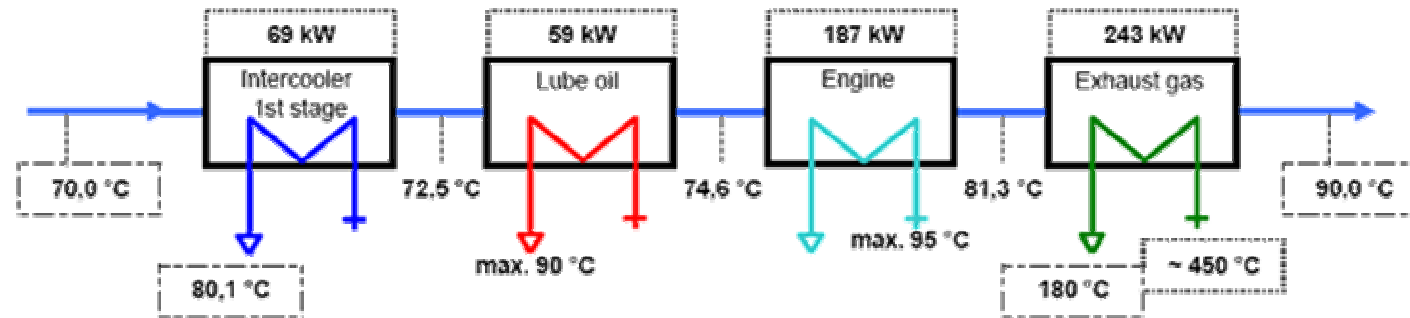 69 kW
59 kW
187 kW
243 kW
Intercooler
1st stage
Lube oil
Engine
Exhaust gas
70,0 °C
72,5 °C
74,6 °C
81,3 °C
90,0 °C
max. 90 °C
max. 95 °C
80,1 °C
180 °C
~ 450 °C